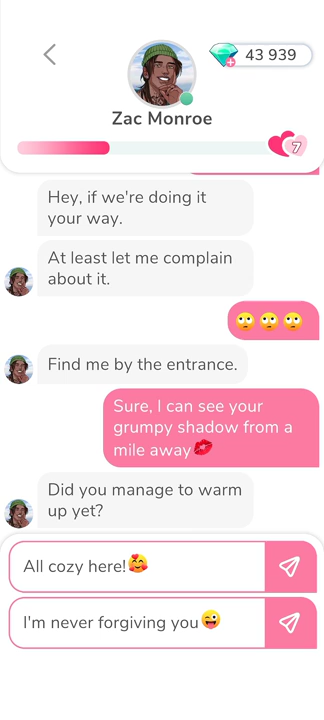 43 939
Zac Monroe
7
Hey, if we're doing it
your way.
At least let me complain
about it.
🙄🙄🙄
Find me by the entrance.
Sure, I can see your
grumpy shadow from a
mile away💋
Did you manage to warm
up yet?
All cozy here!🥰
I'm never forgiving you😜